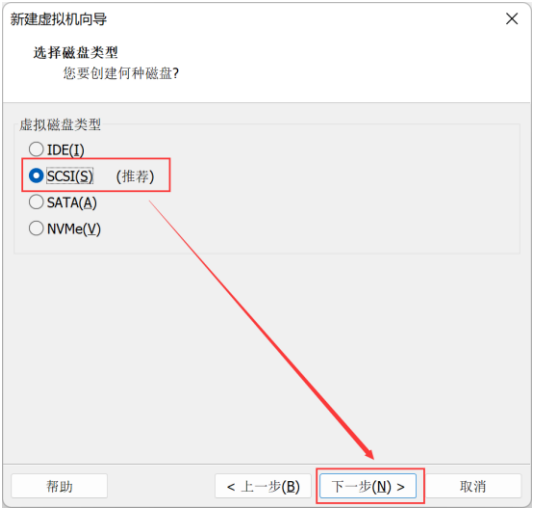 新建虚拟机向导
选择磁盘类型
您要创建何种磁盘?
虚拟磁盘类型
IDE(I)
SCSI(S) (推荐)
SATA(A)
NVMe(V)
帮助 < 上一步(B) 下一步(N) > 取消